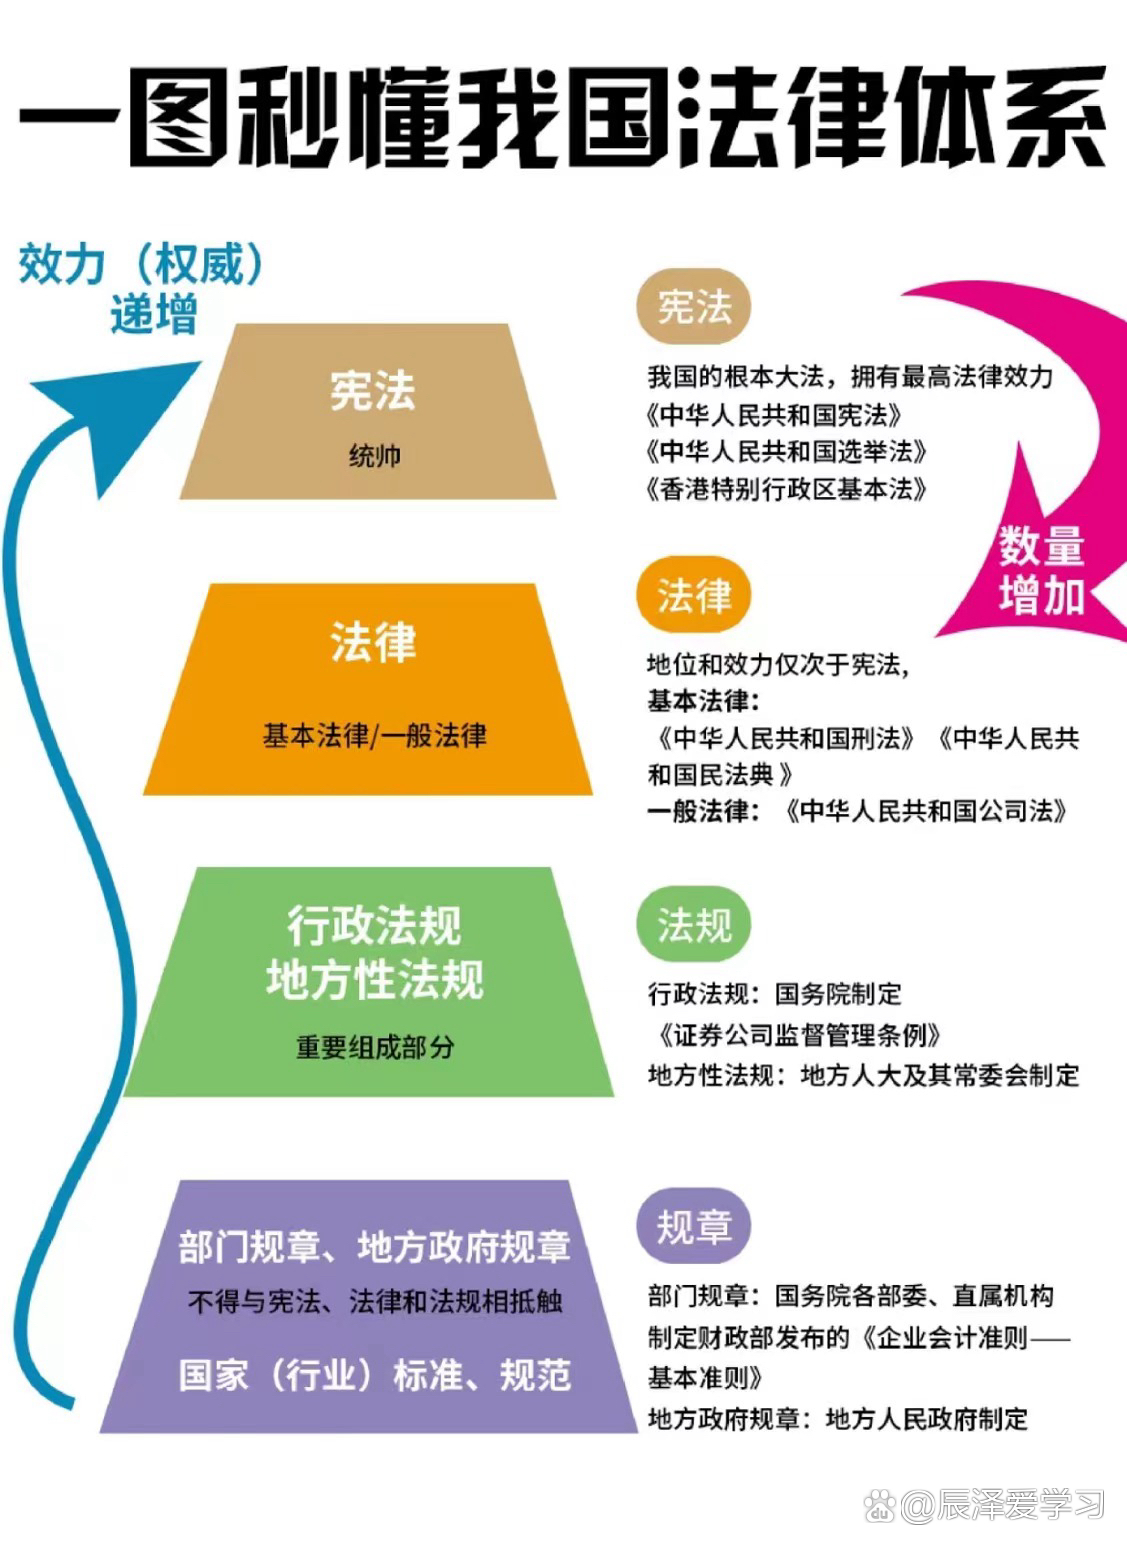 一图秒懂我国法律体系
效力（权威）
递增
宪法
统帅
宪法
我国的根本大法，拥有最高法律效力
《中华人民共和国宪法》
《中华人民共和国选举法》
《香港特别行政区基本法》
数量
增加
法律
基本法律/一般法律
法律
地位和效力仅次于宪法,
基本法律：
《中华人民共和国刑法》《中华人民共
和国民法典》
一般法律：《中华人民共和国公司法》
行政法规
地方性法规
重要组成部分
法规
行政法规：国务院制定
《证券公司监督管理条例》
地方性法规：地方人大及其常委会制定
部门规章、地方政府规章
不得与宪法、法律和法规相抵触
国家（行业）标准、规范
规章
部门规章：国务院各部委、直属机构
制定财政部发布的《企业会计准则——
基本准则》
地方政府规章：地方人民政府制定
du @辰泽爱学习